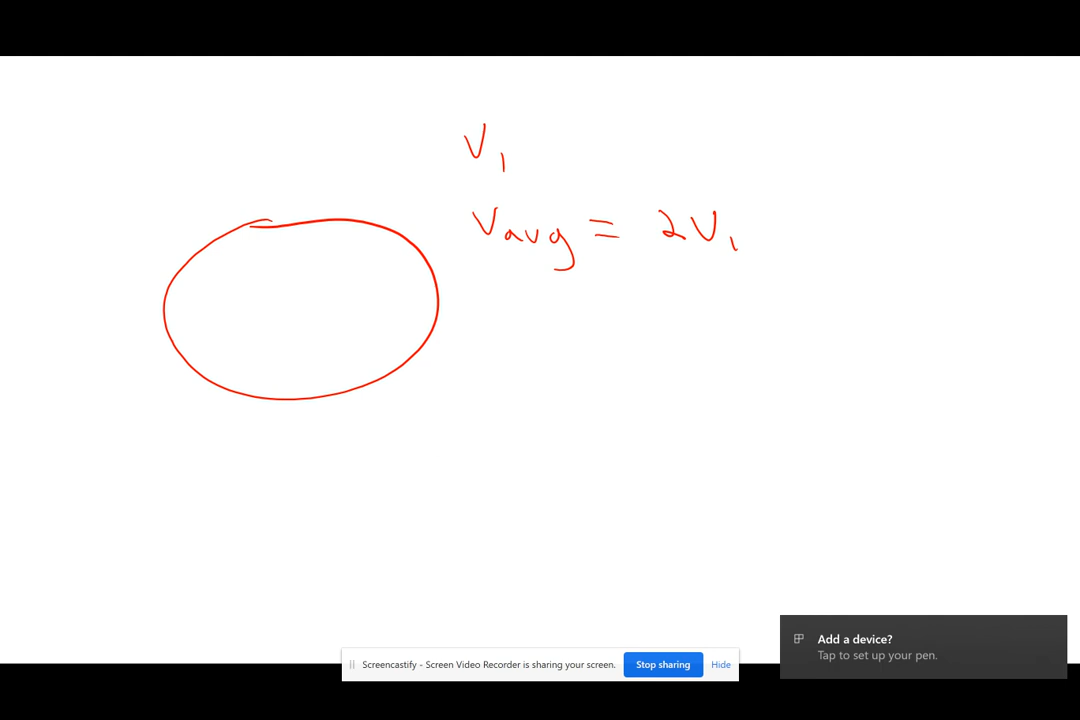 V₁
Vavg = 2V₁
Add a device?
Tap to set up your pen.
Screencastify - Screen Video Recorder is sharing your screen. Stop sharing Hide